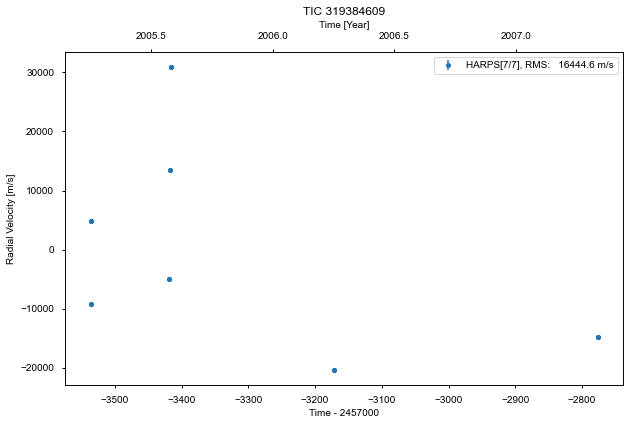 TIC 319384609
Time [Year]
2005.5 2006.0 2006.5 2007.0
HARPS[7/7], RMS: 16444.6 m/s
30000
20000
10000
0
−10000
−20000
Radial Velocity [m/s]
−3500 −3400 −3300 −3200 −3100 −3000 −2900 −2800
Time - 2457000